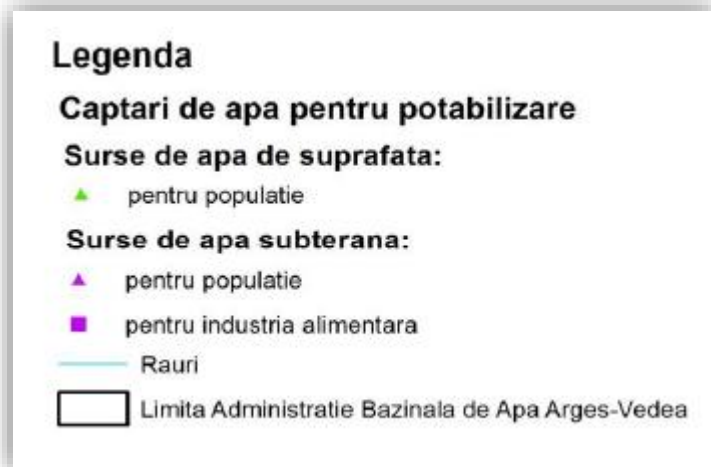 Legenda
Captari de apa pentru potabilizare
Surse de apa de suprafata:
pentru populatie
Surse de apa subterana:
pentru populatie
pentru industria alimentara
Rauri
Limita Administratie Bazinala de Apa Arges-Vedea